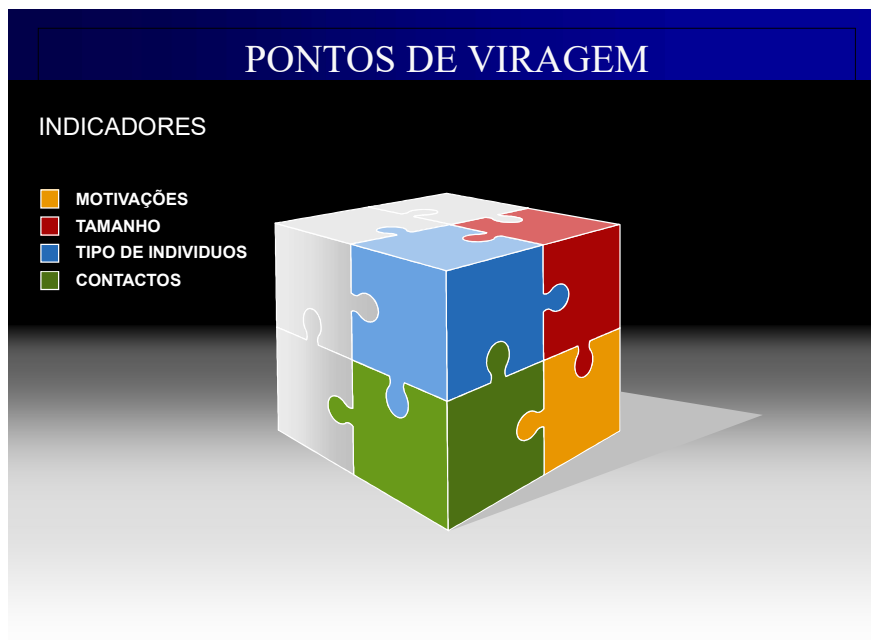 PONTOS DE VIRAGEM
INDICADORES
MOTIVAÇÕES
TAMANHO
TIPO DE INDIVIDUOS
CONTACTOS